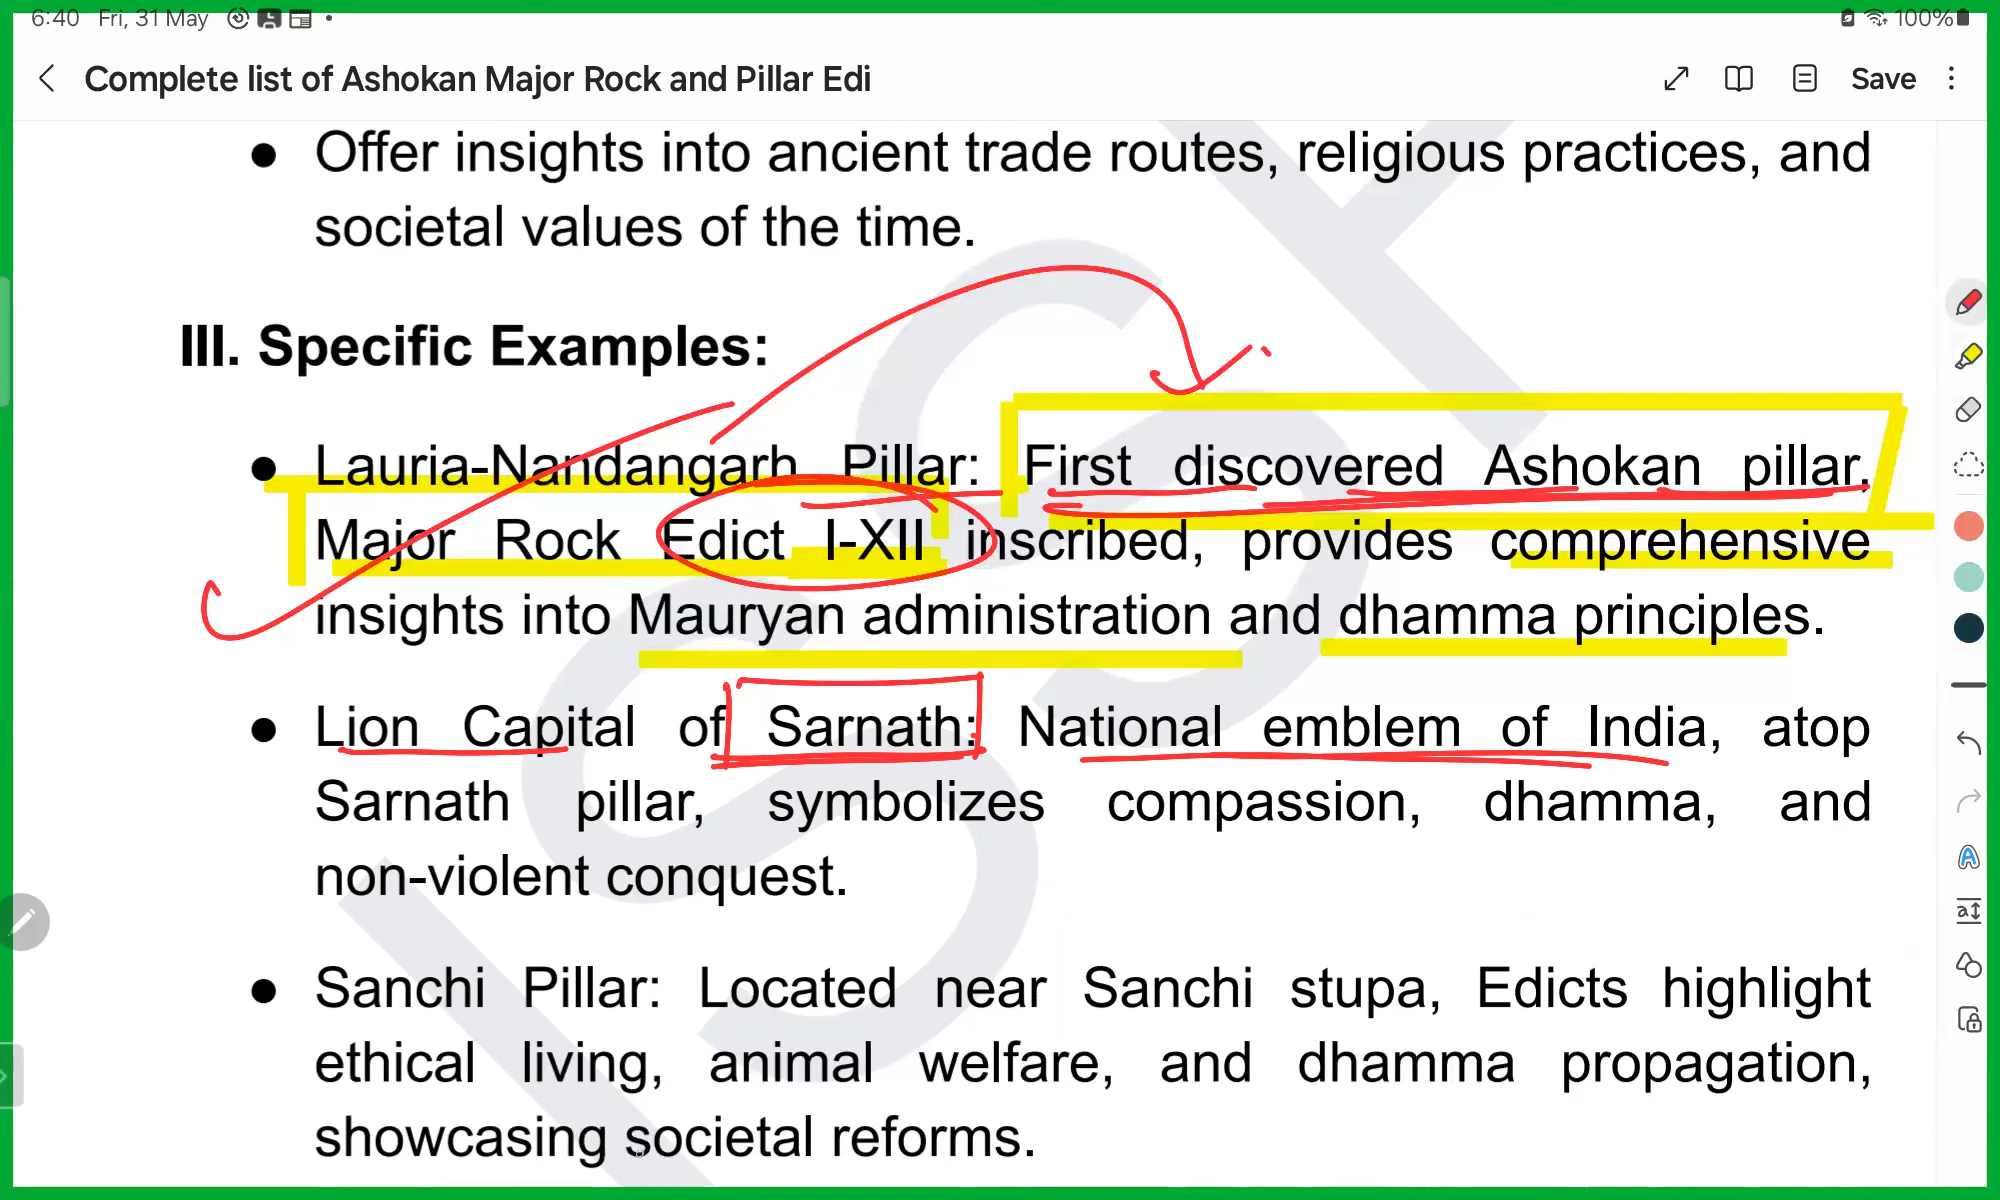 6:40 Fri, 31 May
100%
Complete list of Ashokan Major Rock and Pillar Edi
Save
● Offer insights into ancient trade routes, religious practices, and
societal values of the time.
III. Specific Examples:
● Lauria-Nandangarh Pillar: First discovered Ashokan pillar,
Major Rock Edict I-XII inscribed, provides comprehensive
insights into Mauryan administration and dhamma principles.
● Lion Capital of Sarnath: National emblem of India, atop
Sarnath pillar, symbolizes compassion, dhamma, and
non-violent conquest.
● Sanchi Pillar: Located near Sanchi stupa, Edicts highlight
ethical living, animal welfare, and dhamma propagation,
showcasing societal reforms.